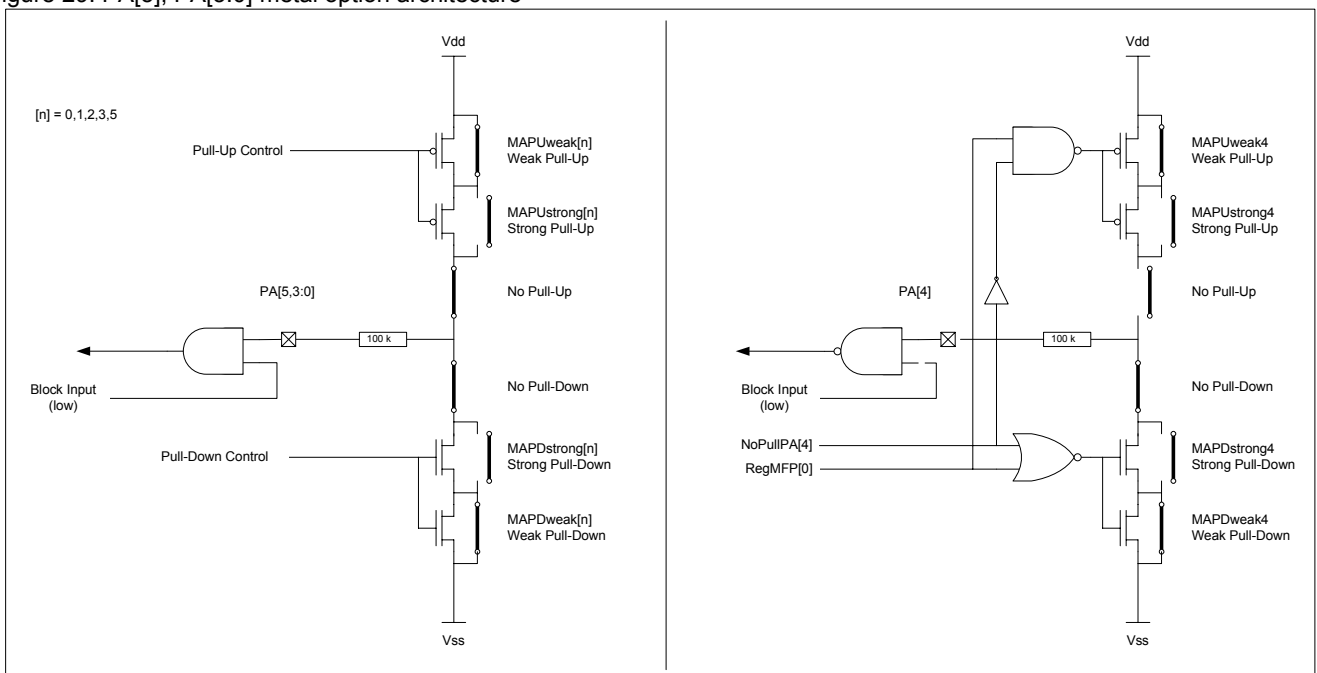 Vdd
[n] = 0,1,2,3,5
Pull-Up Control
MAPUweak[n]
Weak Pull-Up
MAPUstrong[n]
Strong Pull-Up
PA[5,3:0]
No Pull-Up
100 k
Block Input
(low)
No Pull-Down
Pull-Down Control
MAPDstrong[n]
Strong Pull-Down
MAPDweak[n]
Weak Pull-Down
Vss
Vdd
MAPUweak4
Weak Pull-Up
MAPUstrong4
Strong Pull-Up
PA[4]
No Pull-Up
100 k
Block Input
(low)
No Pull-Down
NoPullPA[4]
RegMFP[0]
MAPDstrong4
Strong Pull-Down
MAPDweak4
Weak Pull-Down
Vss